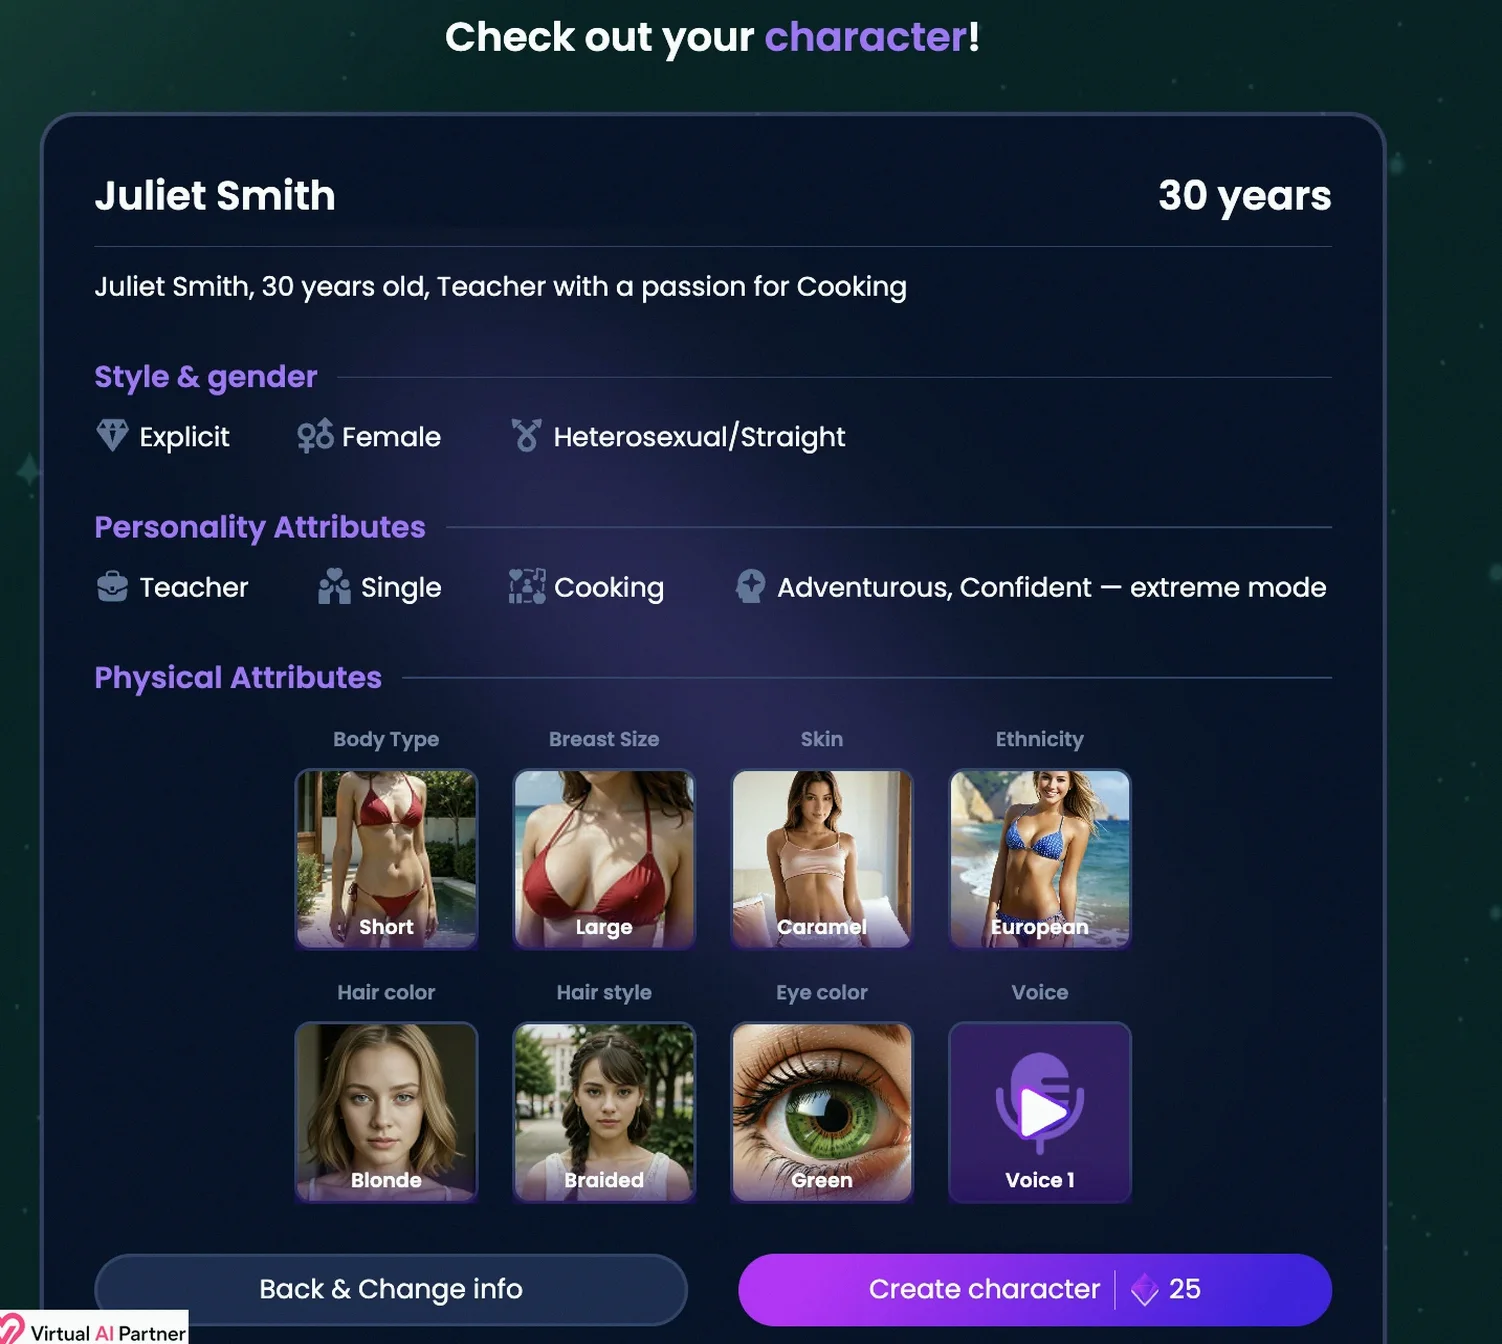 Check out your character!
Juliet Smith
30 years
Juliet Smith, 30 years old, Teacher with a passion for Cooking
Style & gender
Explicit
Female
Heterosexual/Straight
Personality Attributes
Teacher
Single
Cooking
Adventurous, Confident — extreme mode
Physical Attributes
Body Type
Breast Size
Skin
Ethnicity
Short
Large
Caramel
European
Hair color
Hair style
Eye color
Voice
Blonde
Braided
Green
Voice 1
Back & Change info
Create character
25
Virtual AI Partner